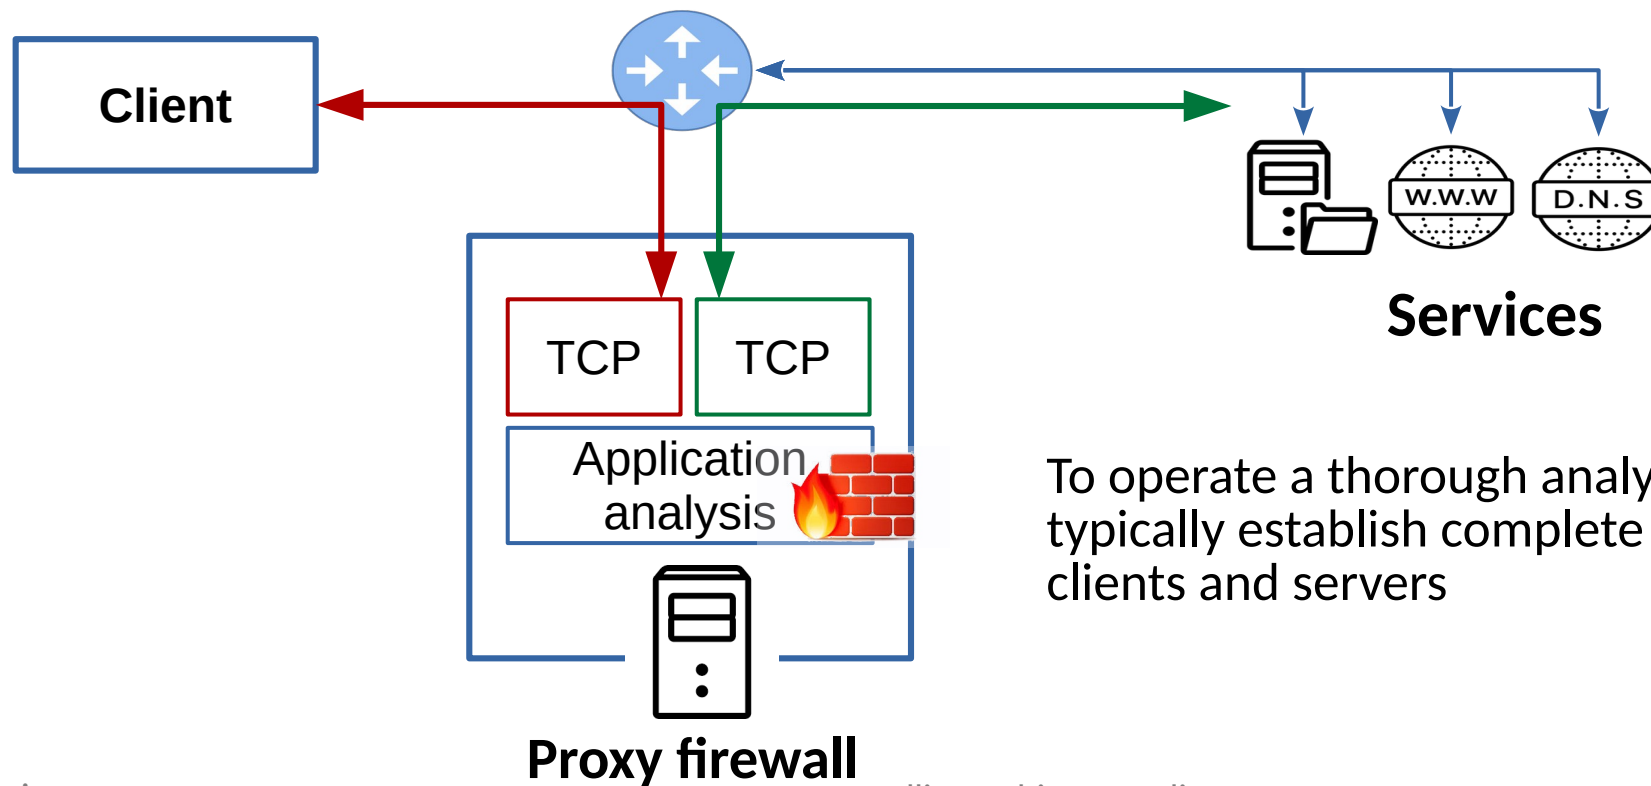 Client
W.W.W
D.N.S
Services
TCP
TCP
Application
analysis
To operate a thorough analy
typically establish complete
clients and servers
Proxy firewall